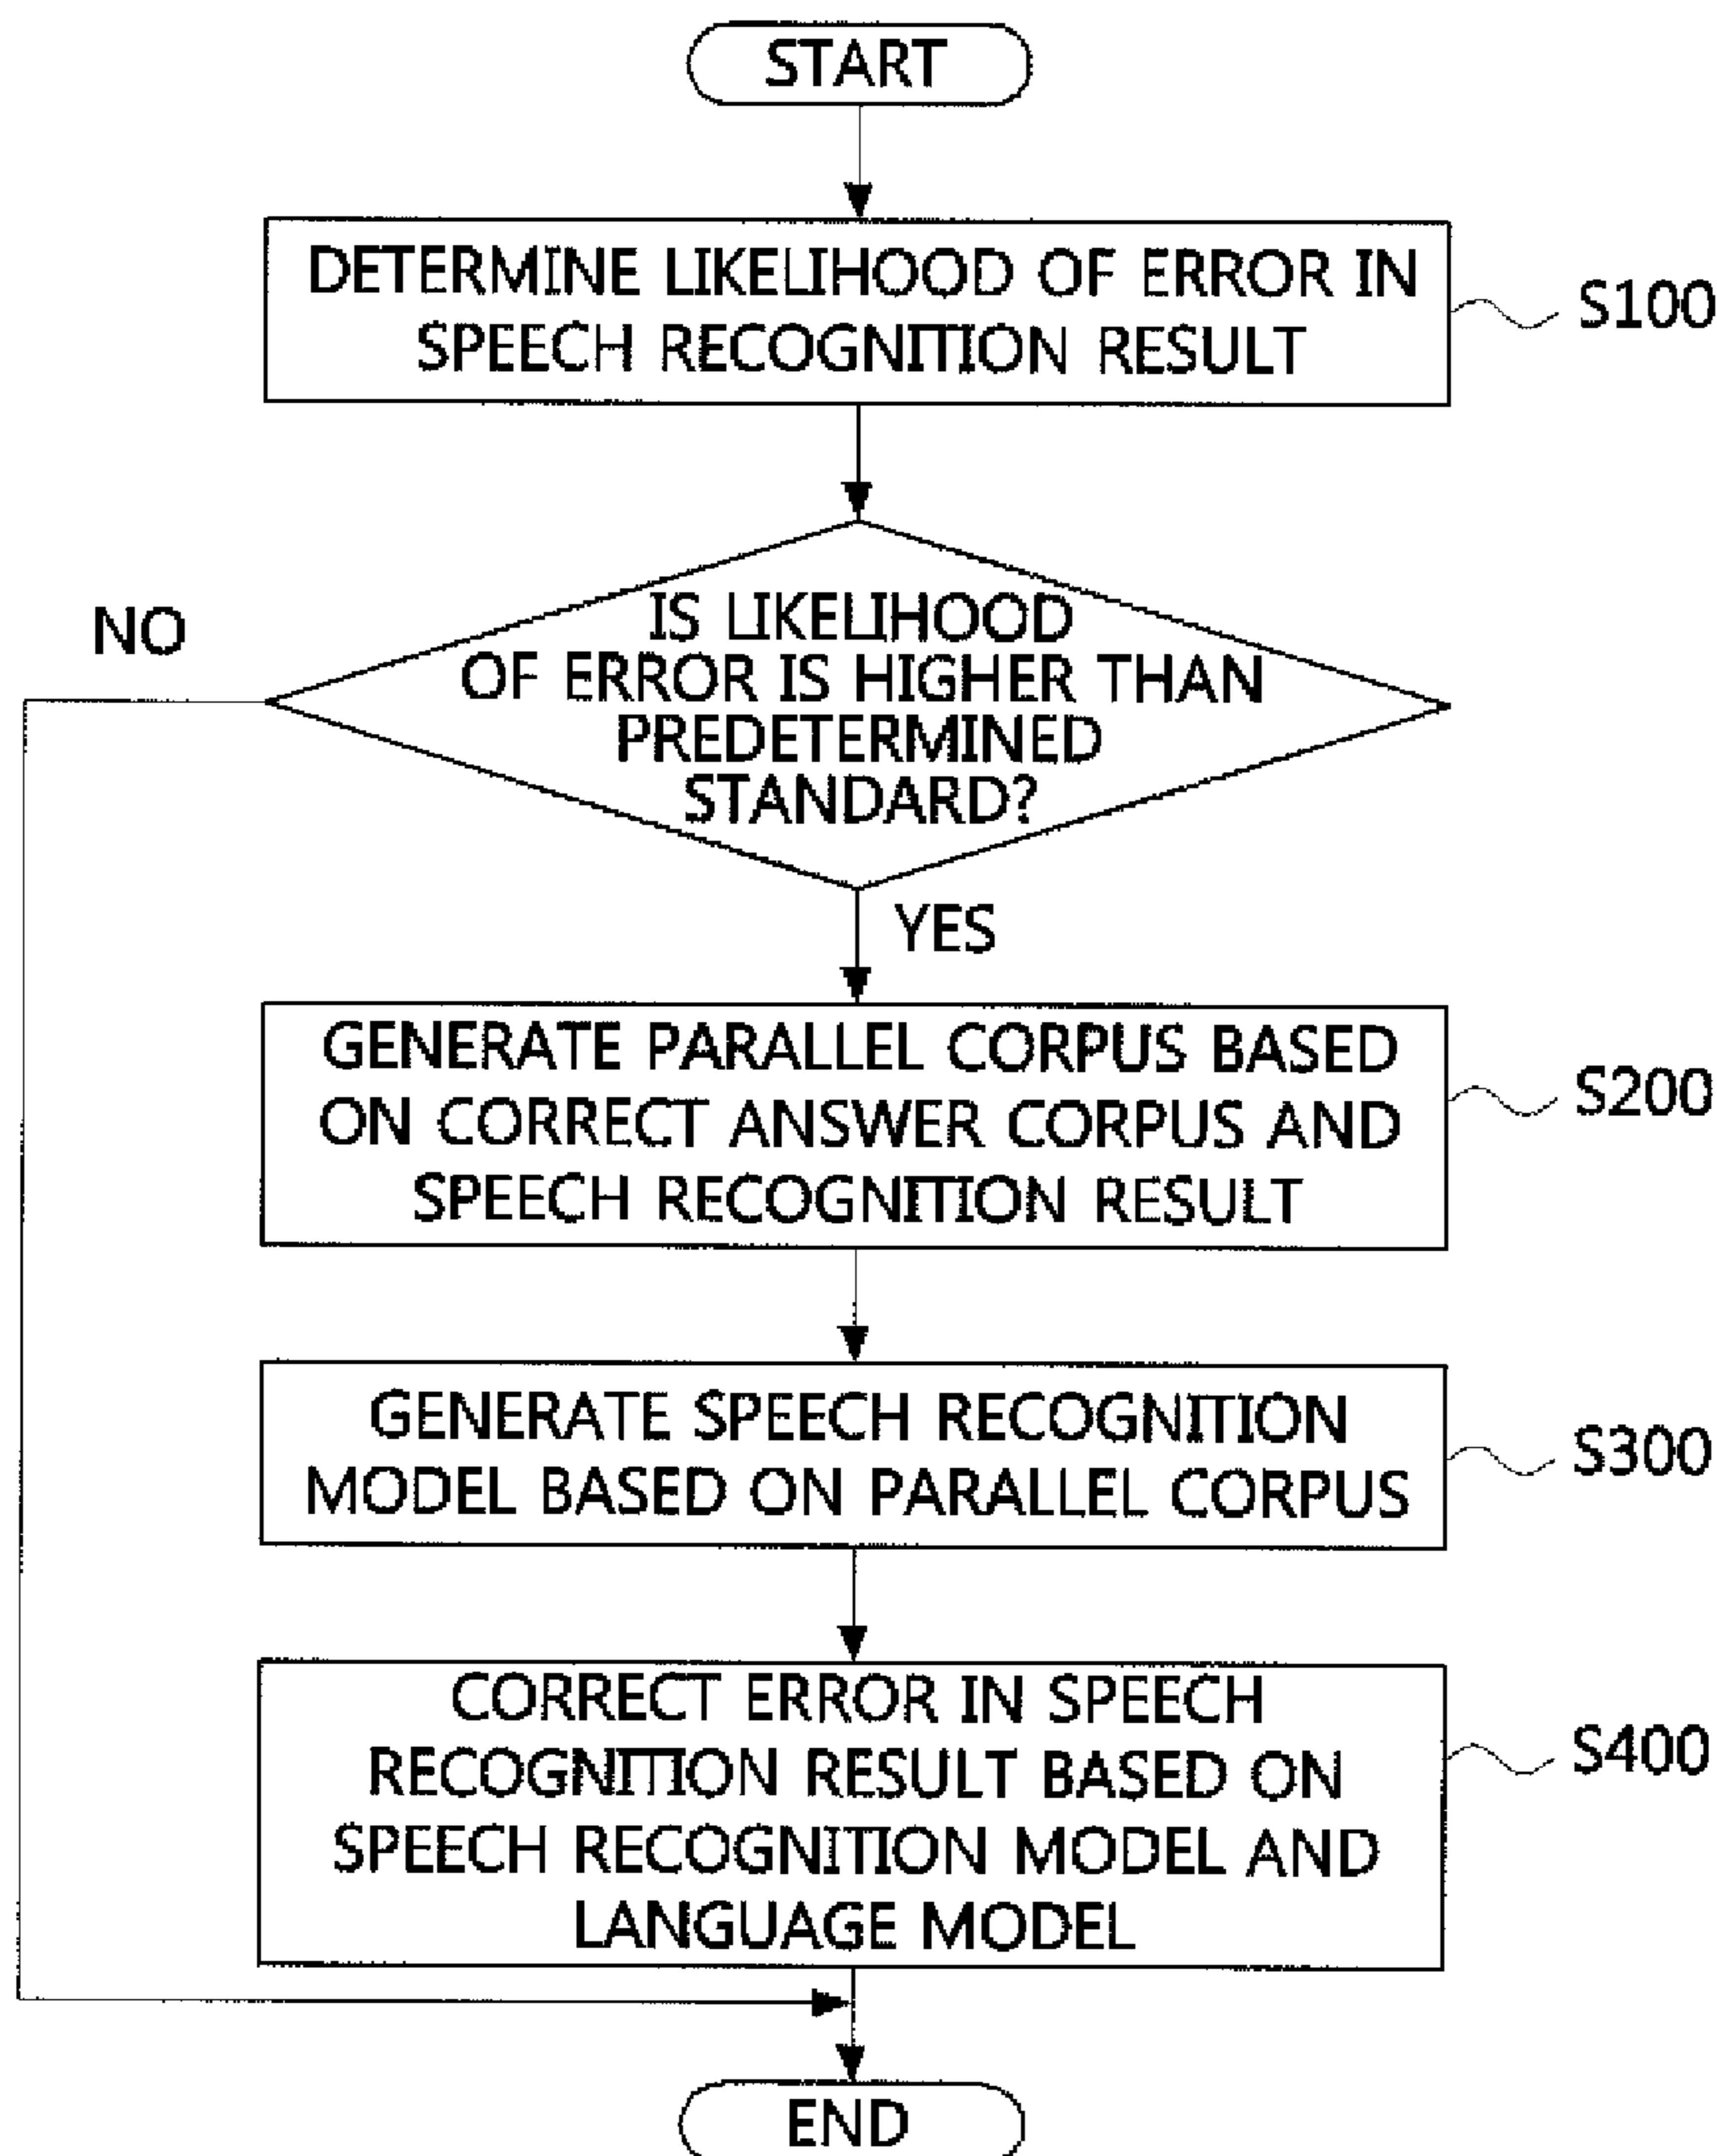 START
DETERMINE LIKELIHOOD OF ERROR IN
SPEECH RECOGNITION RESULT
S100
IS LIKELIHOOD
OF ERROR IS HIGHER THAN
PREDETERMINED
STANDARD?
NO
YES
GENERATE PARALLEL CORPUS BASED
ON CORRECT ANSWER CORPUS AND
SPEECH RECOGNITION RESULT
S200
GENERATE SPEECH RECOGNITION
MODEL BASED ON PARALLEL CORPUS
S300
CORRECT ERROR IN SPEECH
RECOGNITION RESULT BASED ON
SPEECH RECOGNITION MODEL AND
LANGUAGE MODEL
S400
END